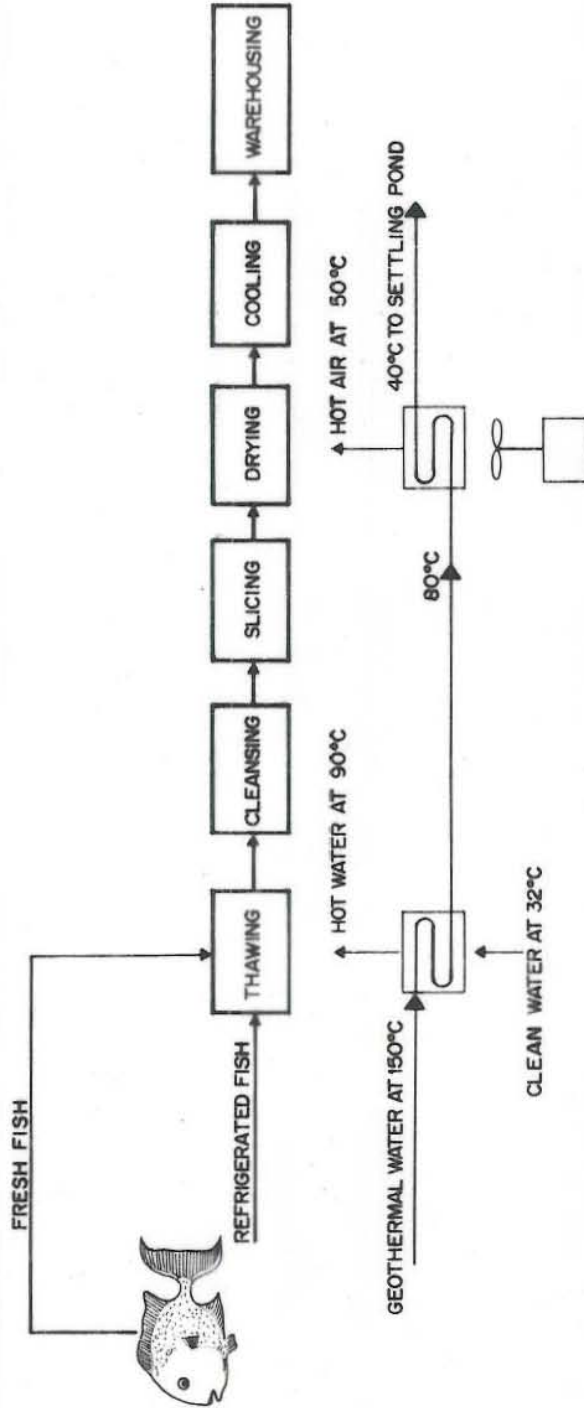 FRESH FISH
REFRIGERATED FISH
THAWING
CLEANSING
SLICING
DRYING
COOLING
WAREHOUSING
HOT WATER AT 90°C
HOT AIR AT 50°C
GEOTHERMAL WATER AT 150°C
80°C
40°C TO SETTLING POND
CLEAN WATER AT 32°C